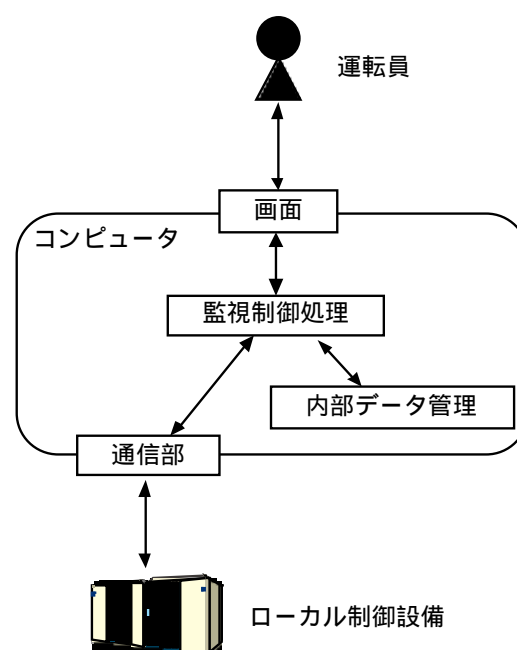 運転員
画面
コンピュータ
監視制御処理
内部データ管理
通信部
ローカル制御設備